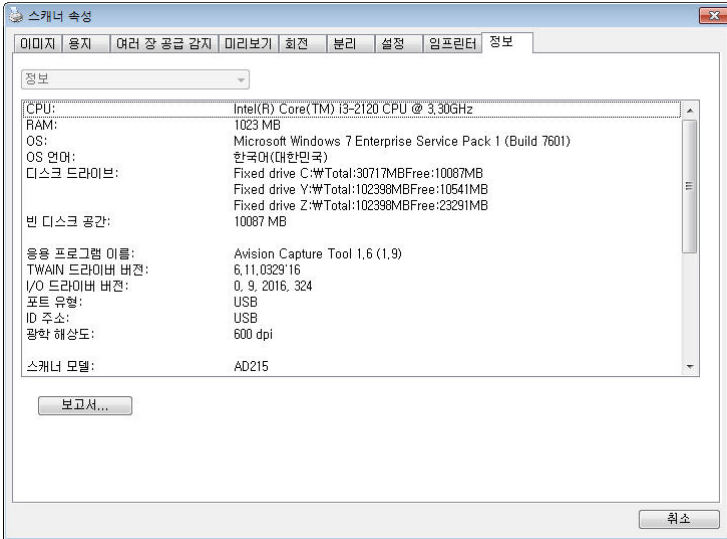 스캐너 속성
이미지 용지 여러 장 공급 감지 미리보기 회전 분리 설정 임프린터 정보
정보
CPU: Intel(R) Core(TM) i3-2120 CPU @ 3,30GHz
RAM: 1023 MB
OS: Microsoft Windows 7 Enterprise Service Pack 1 (Build 7601)
OS 언어: 한국어(대한민국)
디스크 드라이브: Fixed drive C:₩Total:30717MBFree:10087MB
Fixed drive Y:₩Total:102398MBFree:10541MB
Fixed drive Z:₩Total:102398MBFree:23291MB
빈 디스크 공간: 10087 MB
응용 프로그램 이름: Avision Capture Tool 1,6 (1,9)
TWAIN 드라이버 버전: 6,11,0329'16
I/O 드라이버 버전: 0, 9, 2016, 324
포트 유형: USB
ID 주소: USB
광학 해상도: 600 dpi
스캐너 모델: AD215
보고서...
취소